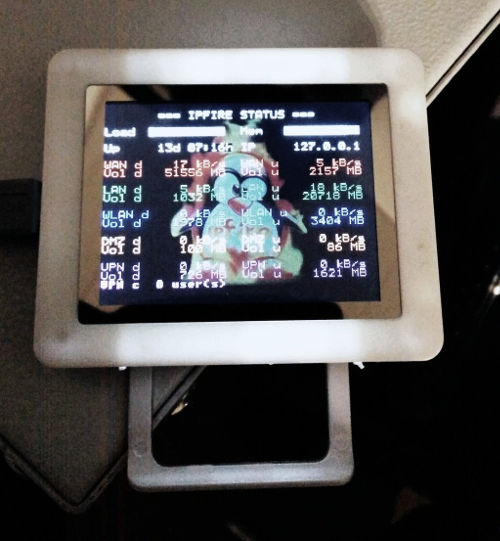 === IPFIRE STATUS ===
Load Mem
Up 13d 07:16h IP 127.0.0.1
WAN d 17 kB/s WAN u 5 kB/s
Vol d 51556 MB Vol u 2157 MB
LAN d 5 kB/s LAN u 18 kB/s
Vol d 1032 MB Vol u 20718 MB
WLAN d 0 kB/s WLAN u 0 kB/s
Vol d 1978 MB Vol u 3404 MB
DMZ d 0 kB/s DMZ u 0 kB/s
Vol d MB Vol u 86 MB
VPN d 0 kB/s VPN u 0 kB/s
Vol d 726 MB Vol u 1621 MB
VPN c 0 user(s)